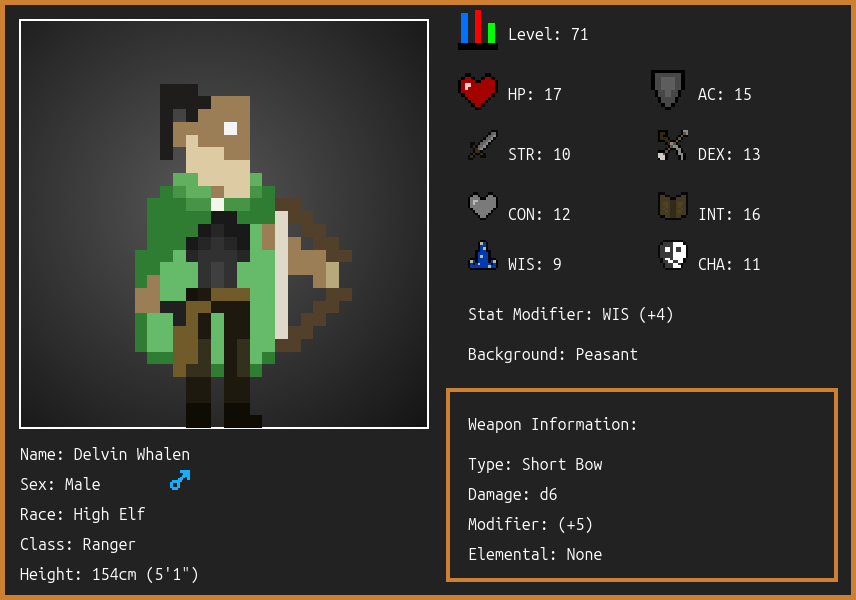 Level: 71
HP: 17
AC: 15
STR: 10
DEX: 13
CON: 12
INT: 16
WIS: 9
CHA: 11
Stat Modifier: WIS (+4)
Background: Peasant
Weapon Information:
Type: Short Bow
Damage: d6
Modifier: (+5)
Elemental: None
Name: Delvin Whalen
Sex: Male
Race: High Elf
Class: Ranger
Height: 154cm (5'1")